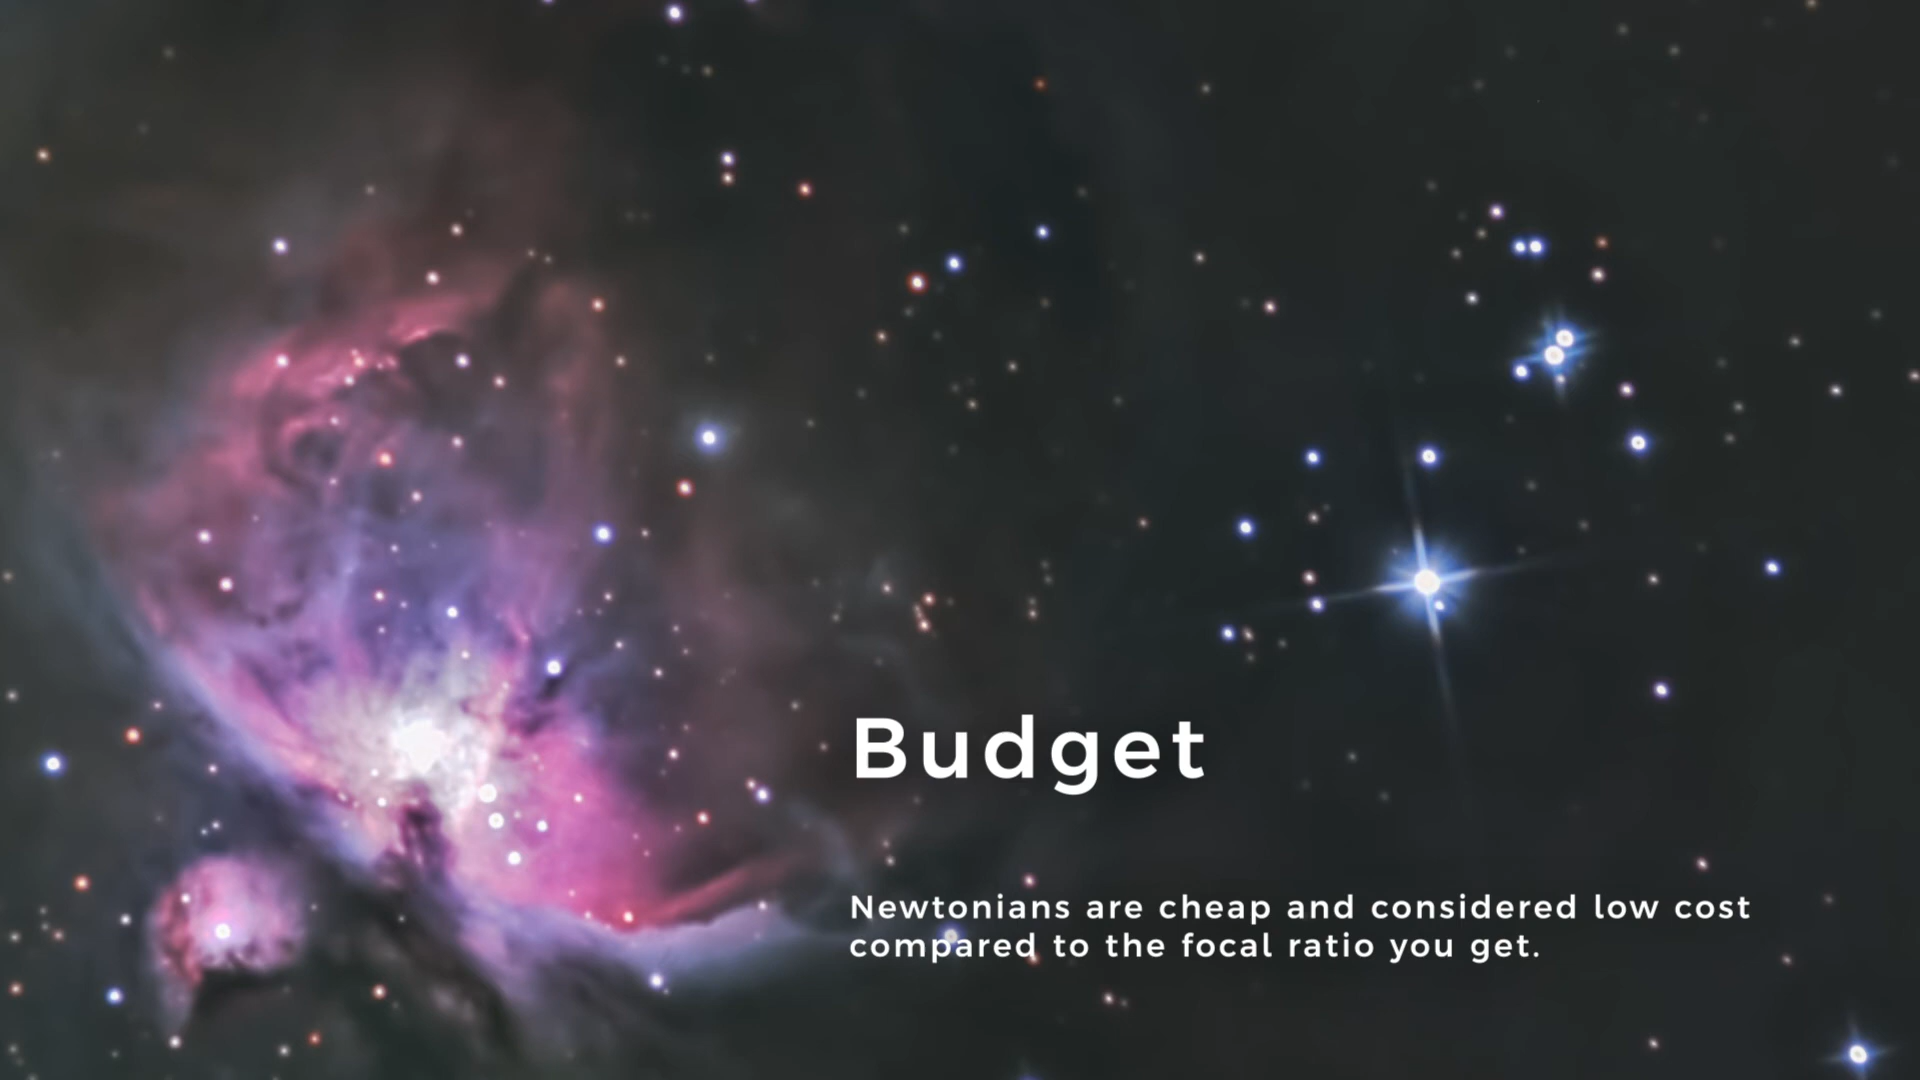 Budget
Newtonians are cheap and considered low cost
compared to the focal ratio you get.